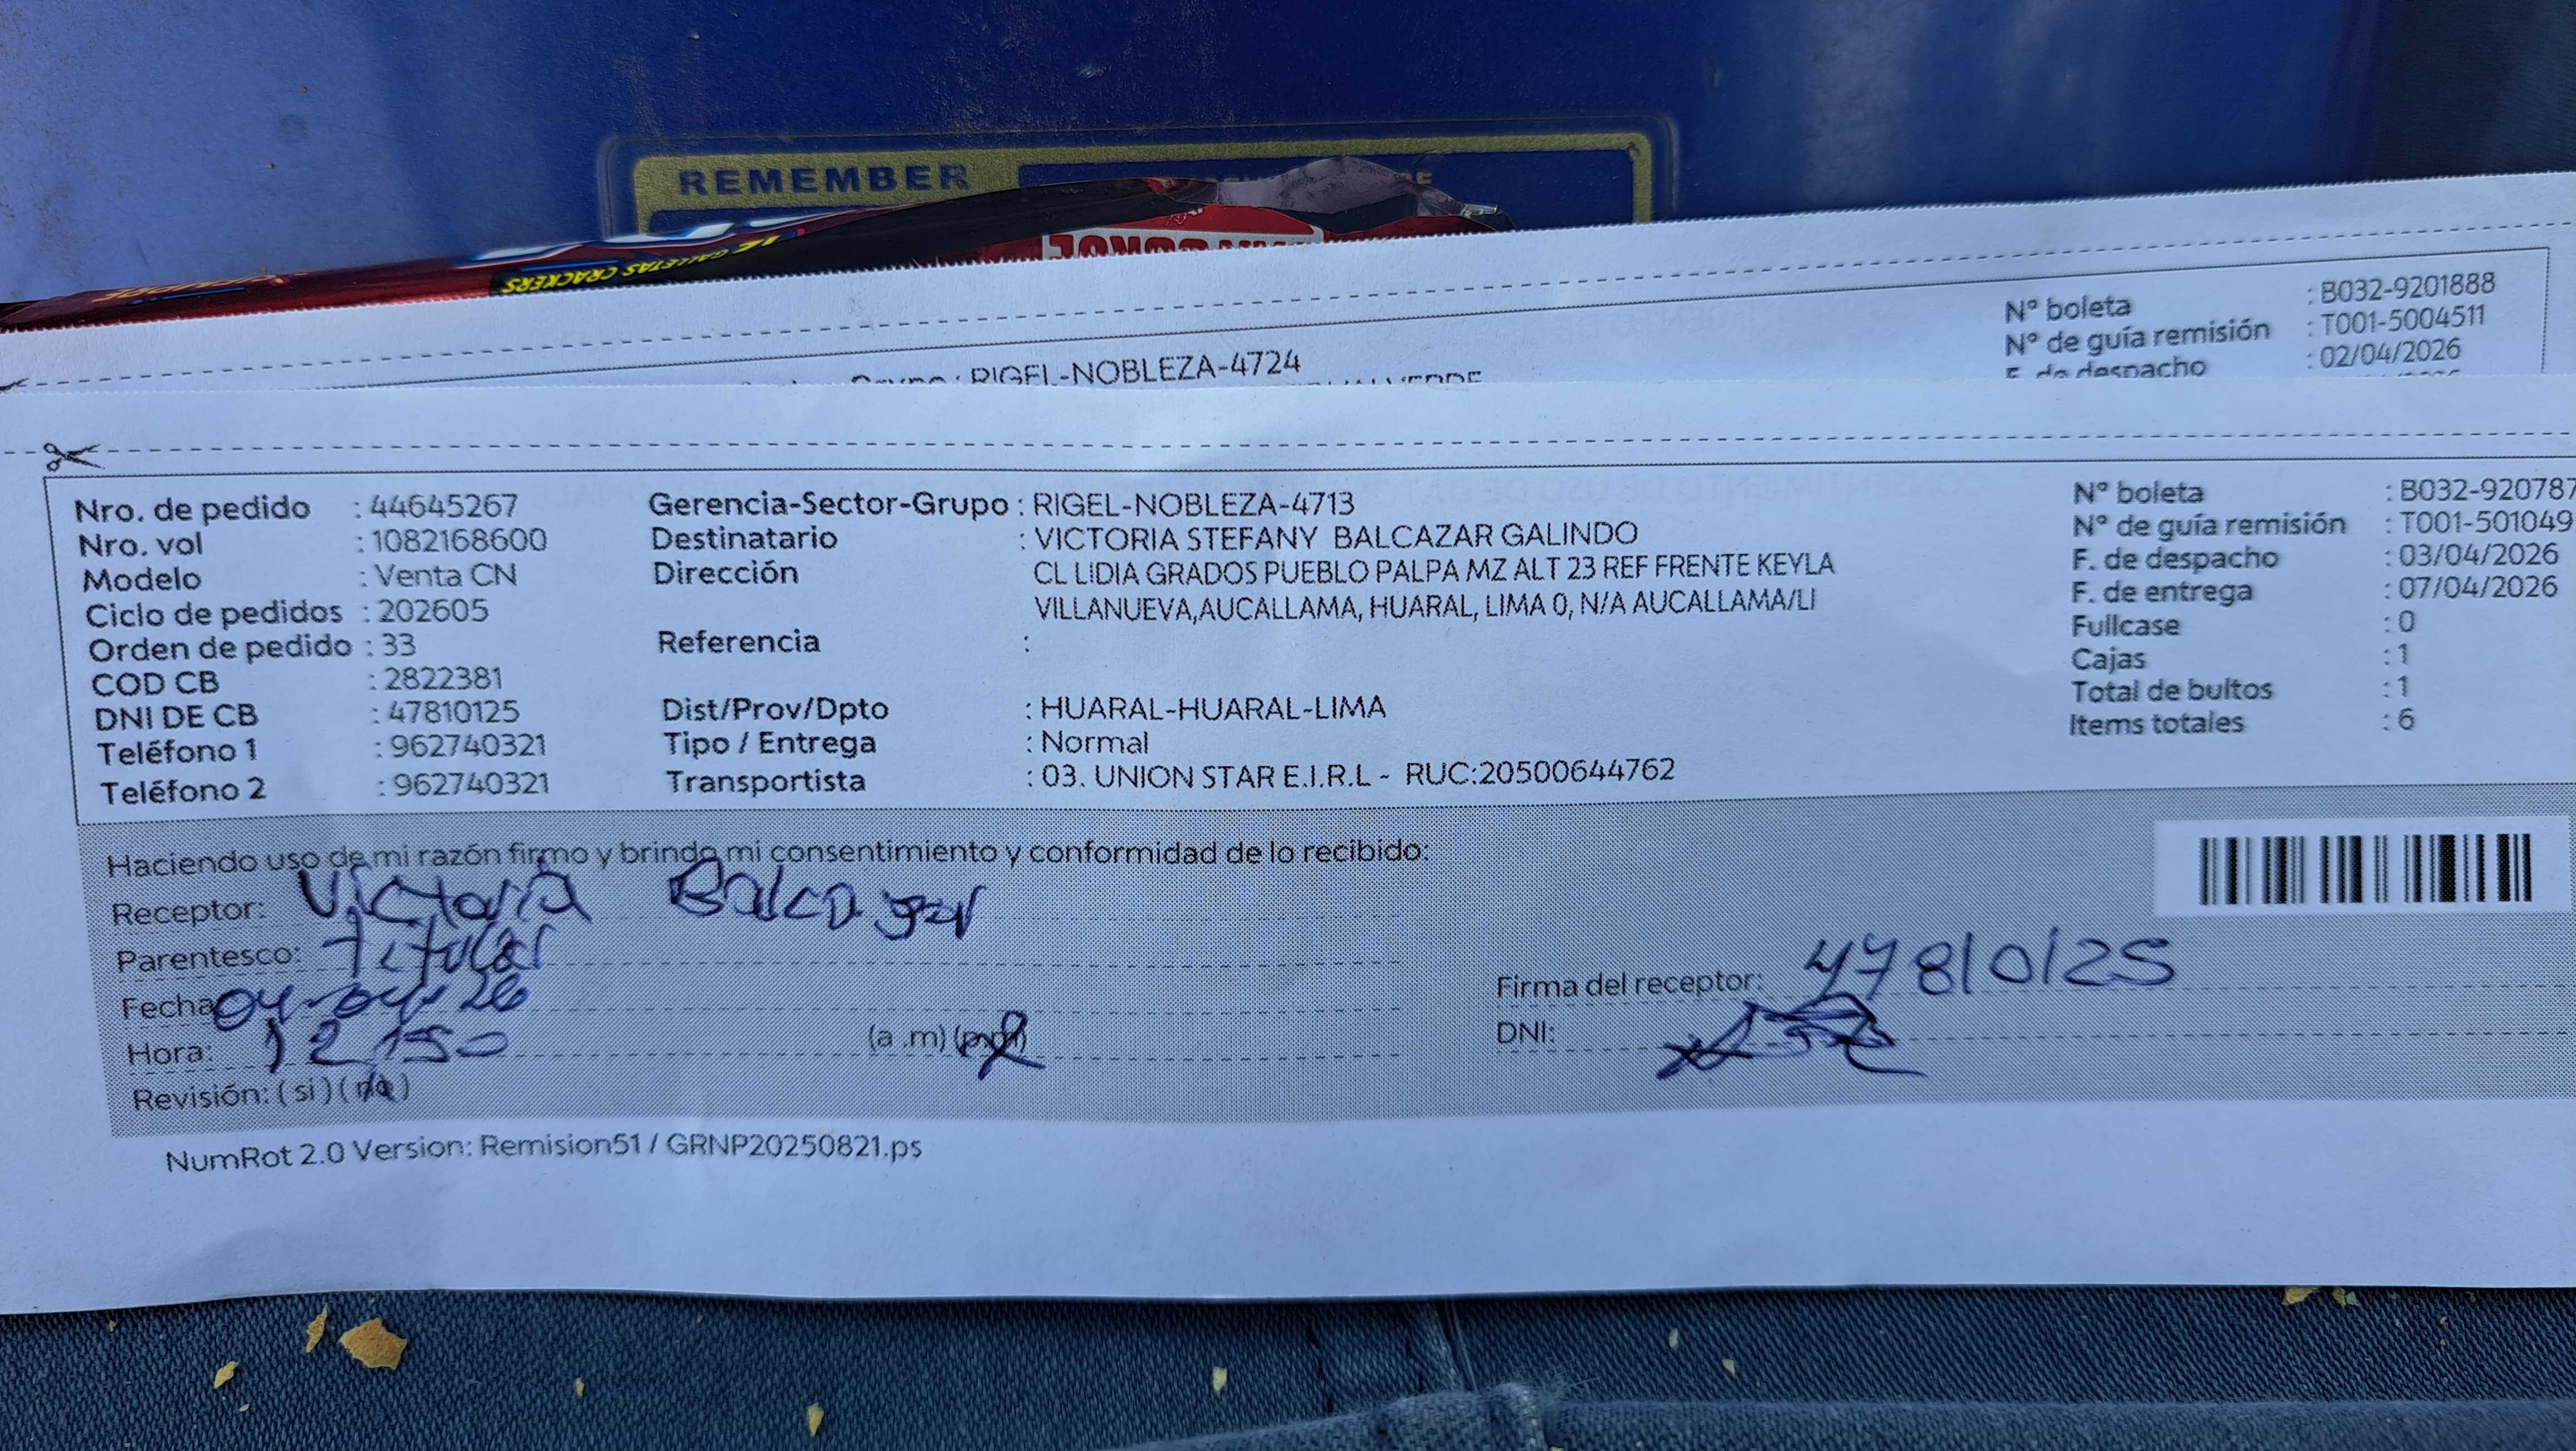 REMEMBER
12 GALLETAS CRACKERS
Nº boleta : B032-9201888
Nº de guía remisión : T001-5004511
F. de despacho : 02/04/2026
Grupo : RIGEL-NOBLEZA-4724
Nro. de pedido : 44645267
Nro. vol : 1082168600
Modelo : Venta CN
Ciclo de pedidos : 202605
Orden de pedido : 33
COD CB : 2822381
DNI DE CB : 47810125
Teléfono 1 : 962740321
Teléfono 2 : 962740321
Gerencia-Sector-Grupo : RIGEL-NOBLEZA-4713
Destinatario : VICTORIA STEFANY BALCAZAR GALINDO
Dirección CL LIDIA GRADOS PUEBLO PALPA MZ ALT 23 REF FRENTE KEYLA
VILLANUEVA,AUCALLAMA, HUARAL, LIMA 0, N/A AUCALLAMA/LI
Referencia :
Dist/Prov/Dpto : HUARAL-HUARAL-LIMA
Tipo / Entrega : Normal
Transportista : 03. UNION STAR E.I.R.L - RUC:20500644762
Nº boleta : B032-920787
Nº de guía remisión : T001-501049
F. de despacho : 03/04/2026
F. de entrega : 07/04/2026
Fullcase : 0
Cajas : 1
Total de bultos : 1
Items totales : 6
Haciendo uso de mi razón firmo y brindo mi consentimiento y conformidad de lo recibido:
Receptor: Victoria Balcazar
Parentesco: Titular
Fecha 04-04-26
Hora: 12:50 (a .m) (p.m)
Revisión: ( si ) ( no )
Firma del receptor: 47810125
DNI:
NumRot 2.0 Version: Remision51 / GRNP20250821.ps